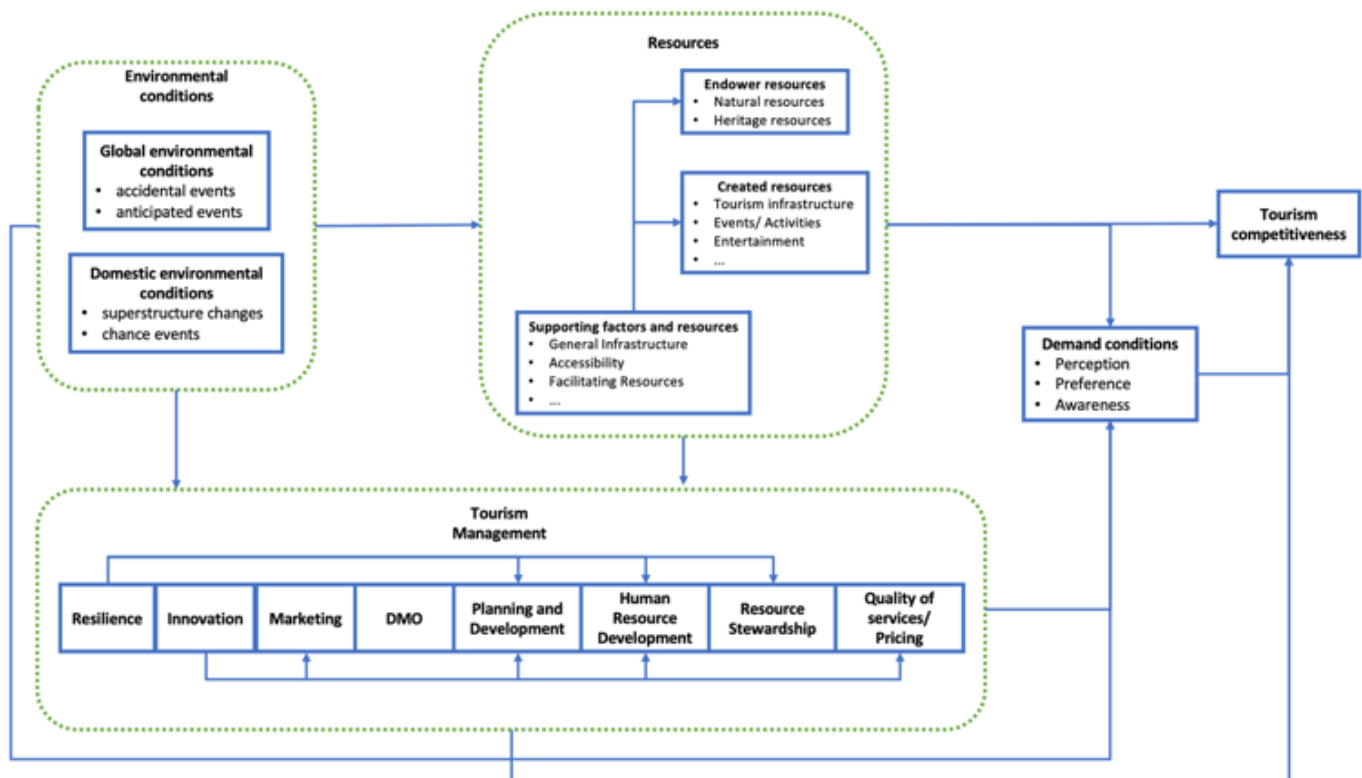 Environmental
conditions
Global environmental
conditions
• accidental events
• anticipated events
Domestic environmental
conditions
• superstructure changes
• chance events
Resources
Endower resources
• Natural resources
• Heritage resources
Created resources
• Tourism infrastructure
• Events/ Activities
• Entertainment
• ...
Supporting factors and resources
• General Infrastructure
• Accessibility
• Facilitating Resources
• ....
Tourism
competitiveness
Demand conditions
• Perception
• Preference
• Awareness
Tourism
Management
Resilience
Innovation
Marketing
DMO
Planning and
Development
Human
Resource
Development
Resource
Stewardship
Quality of
services/
Pricing